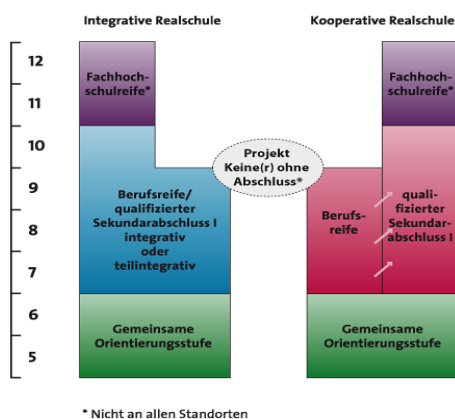 Integrative Realschule
Kooperative Realschule
12
11
10
9
8
7
6
5
Fachhoch-
schulreife*
Fachhoch-
schulreife*
Projekt
Keine(r) ohne
Abschluss*
Berufsreife/
qualifizierter
Sekundarabschluss I
integrativ
oder
teilintegrativ
Berufs-
reife
quali-
fizierter
Sekundar-
abschluss I
Gemeinsame
Orientierungsstufe
Gemeinsame
Orientierungsstufe
* Nicht an allen Standorten